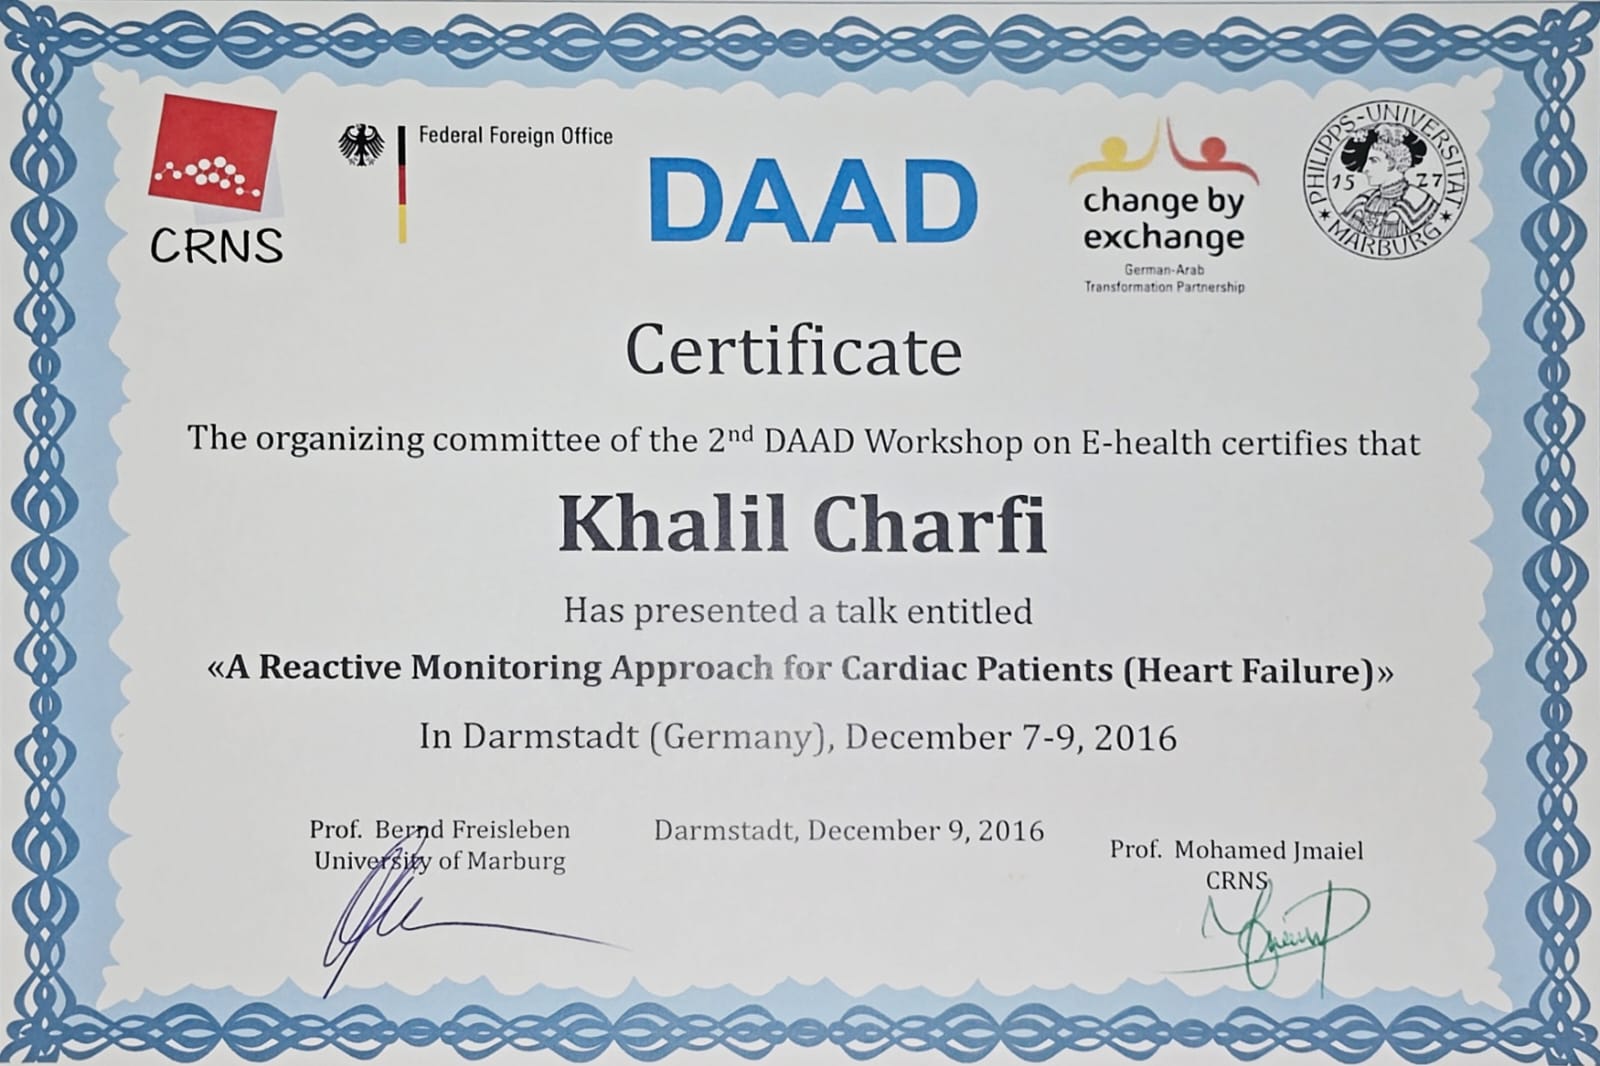 CRNS
Federal Foreign Office
DAAD
change by
exchange
German-Arab
Transformation Partnership
PHILIPPS-UNIVERSITÄT
15 27
MARBURG
Certificate
The organizing committee of the 2nd DAAD Workshop on E-health certifies that
Khalil Charfi
Has presented a talk entitled
«A Reactive Monitoring Approach for Cardiac Patients (Heart Failure)»
In Darmstadt (Germany), December 7-9, 2016
Prof. Bernd Freisleben
University of Marburg
Darmstadt, December 9, 2016
Prof. Mohamed Jmaiel
CRNS